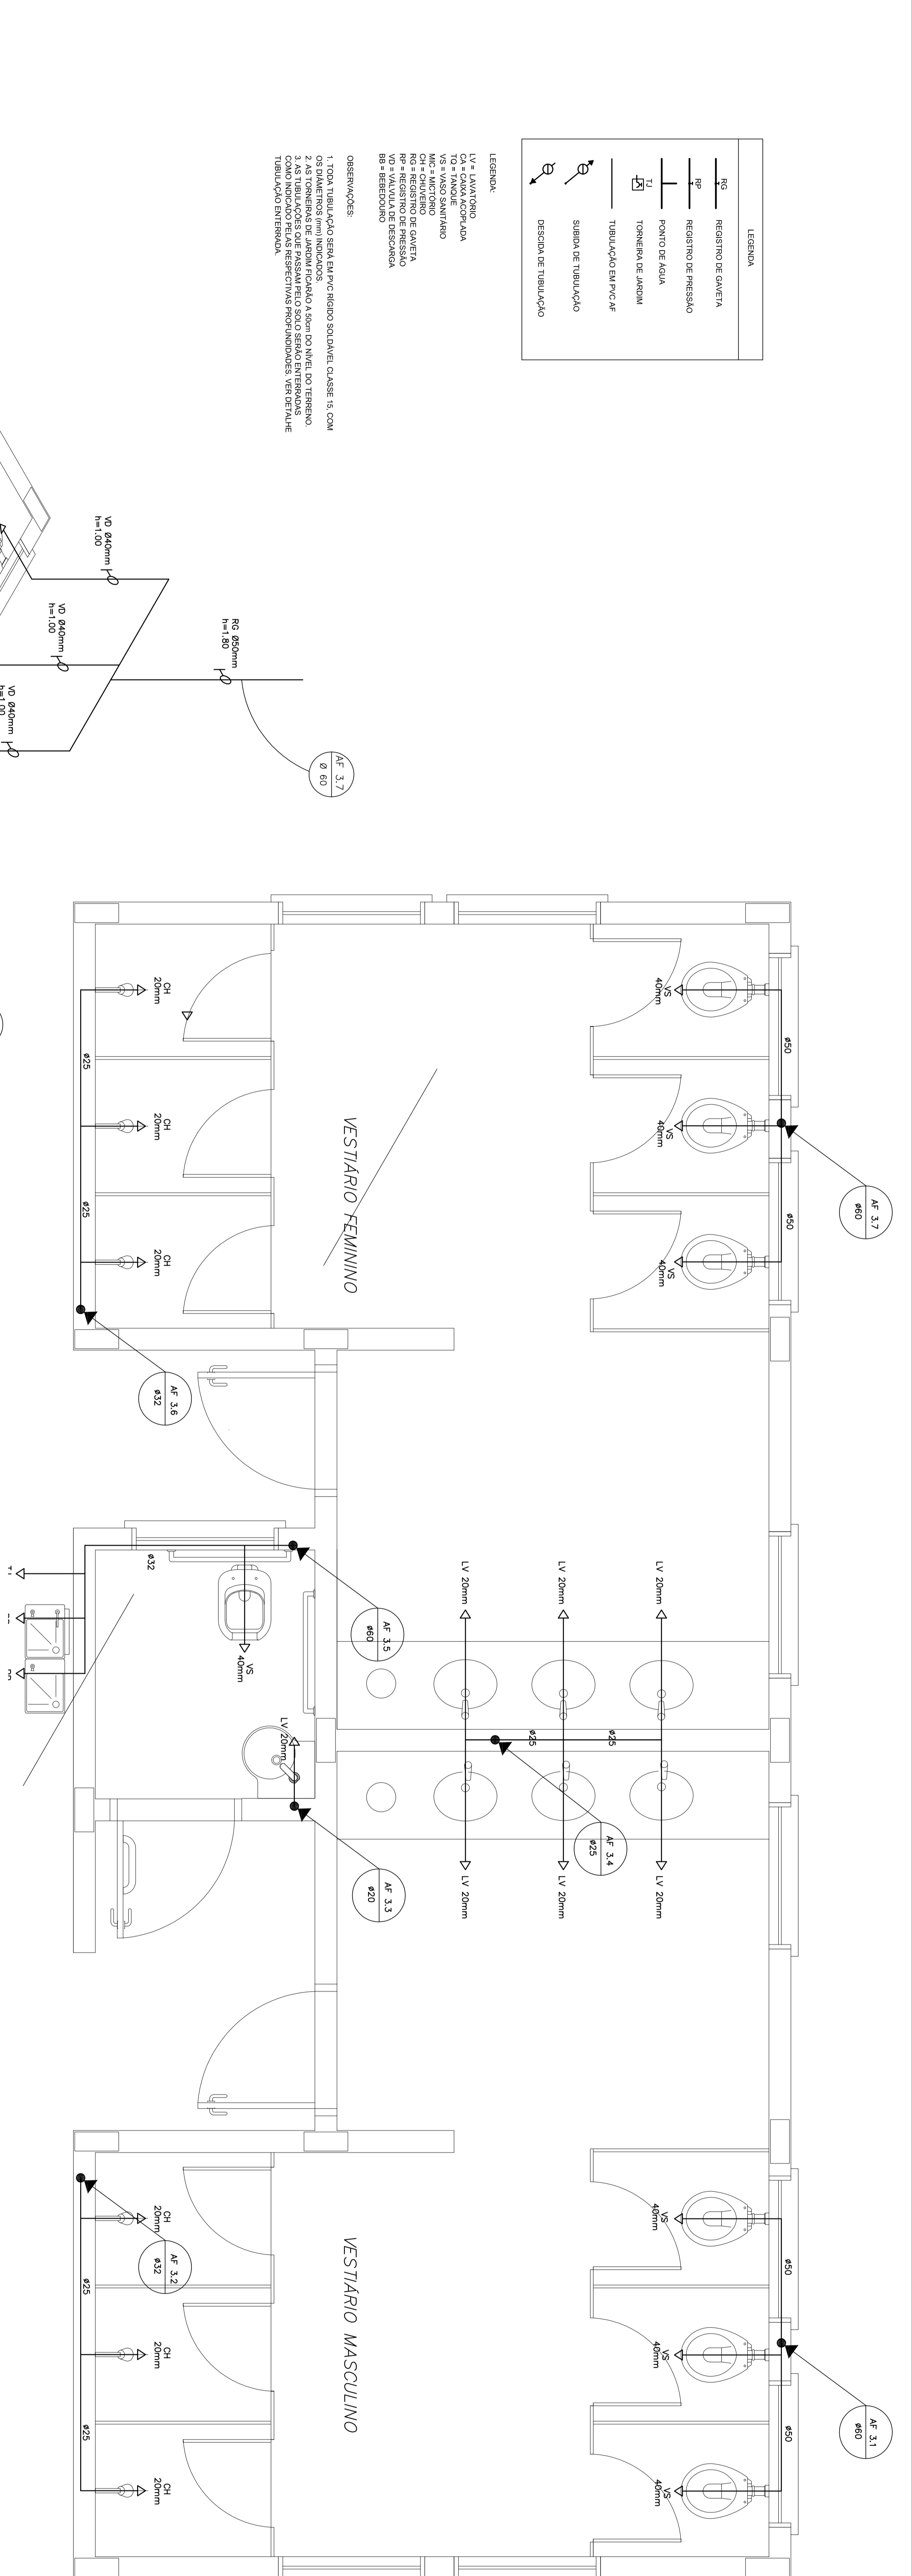 LEGENDA
RG
REGISTRO DE GAVETA
RP
REGISTRO DE PRESSÃO
PONTO DE ÁGUA
TJ
TORNEIRA DE JARDIM
TUBULAÇÃO EM PVC AF
SUBIDA DE TUBULAÇÃO
DESCIDA DE TUBULAÇÃO
LEGENDA:
LV = LAVATÓRIO
CA = CAIXA ACOPLADA
TQ = TANQUE
VS = VASO SANITÁRIO
MIC = MICTÓRIO
CH = CHUVEIRO
RG = REGISTRO DE GAVETA
RP = REGISTRO DE PRESSÃO
VD = VALVULA DE DESCARGA
BB = BEBEDOURO
OBSERVAÇÕES:
1. TODA TUBULAÇÃO SERÁ EM PVC RÍGIDO SOLDÁVEL CLASSE 15, COM
OS DIÂMETROS (mm) INDICADOS.
2. AS TORNEIRAS DE JARDIM FICARÃO A 50cm DO NÍVEL DO TERRENO.
3. AS TUBULAÇÕES QUE PASSAM PELO SOLO SERÃO ENTERRADAS
COMO INDICADO PELAS RESPECTIVAS PROFUNDIDADES. VER DETALHE
TUBULAÇÃO ENTERRADA.
RG Ø50mm
h=1.80
VD Ø40mm
h=1.00
VD Ø40mm
h=1.00
VD Ø40mm
h=1.00
AF 3.7
Ø 60
AF 3.7
ø60
ø50
ø50
VS
40mm
VS
40mm
VS
40mm
VESTIÁRIO FEMININO
CH
20mm
CH
20mm
CH
20mm
ø25
ø25
AF 3.6
ø32
LV 20mm
LV 20mm
LV 20mm
ø25
ø25
AF 3.5
ø60
ø32
VS
40mm
LV
20mm
AF 3.4
ø25
AF 3.3
ø20
LV 20mm
LV 20mm
LV 20mm
AF 3.1
ø60
ø50
ø50
VS
40mm
VS
40mm
VS
40mm
VESTIÁRIO MASCULINO
AF 3.2
ø32
CH
20mm
CH
20mm
CH
20mm
ø25
ø25